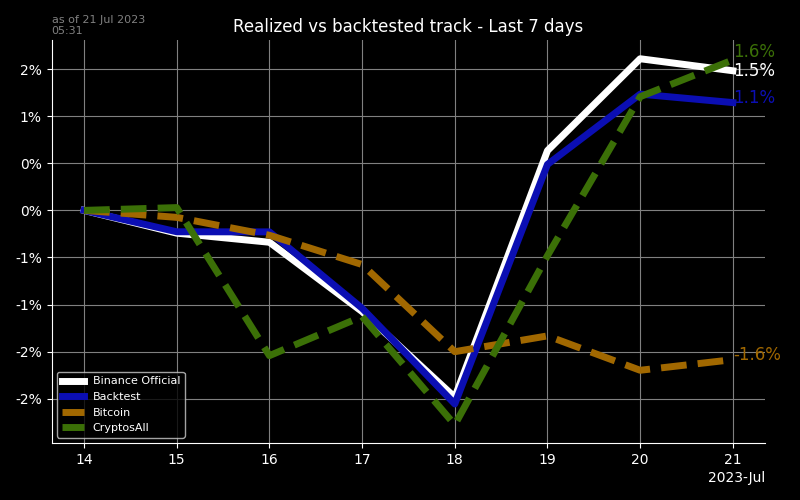 as of 21 Jul 2023
05:31
Realized vs backtested track - Last 7 days
2%
1%
0%
0%
-1%
-1%
-2%
-2%
1.6%
1.5%
1.1%
-1.6%
Binance Official
Backtest
Bitcoin
CryptosAll
14 15 16 17 18 19 20 21
2023-Jul